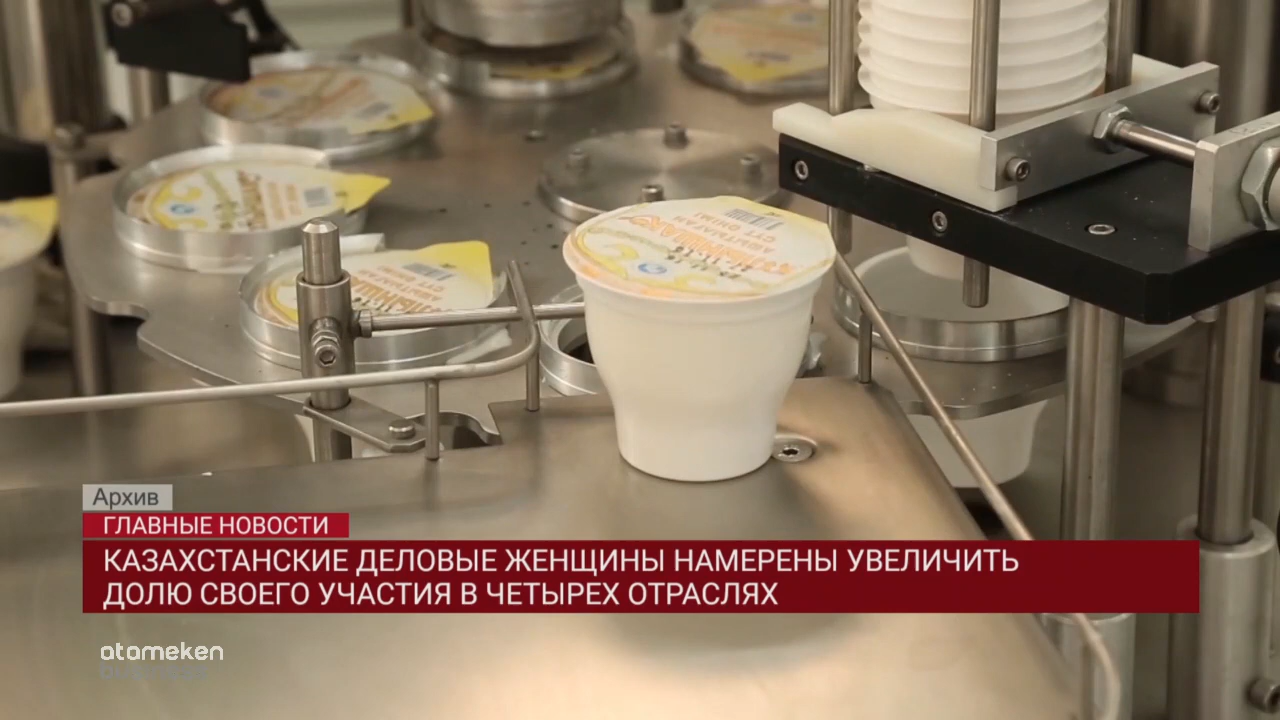 Архив
ГЛАВНЫЕ НОВОСТИ
КАЗАХСТАНСКИЕ ДЕЛОВЫЕ ЖЕНЩИНЫ НАМЕРЕНЫ УВЕЛИЧИТЬ
ДОЛЮ СВОЕГО УЧАСТИЯ В ЧЕТЫРЕХ ОТРАСЛЯХ
atameken